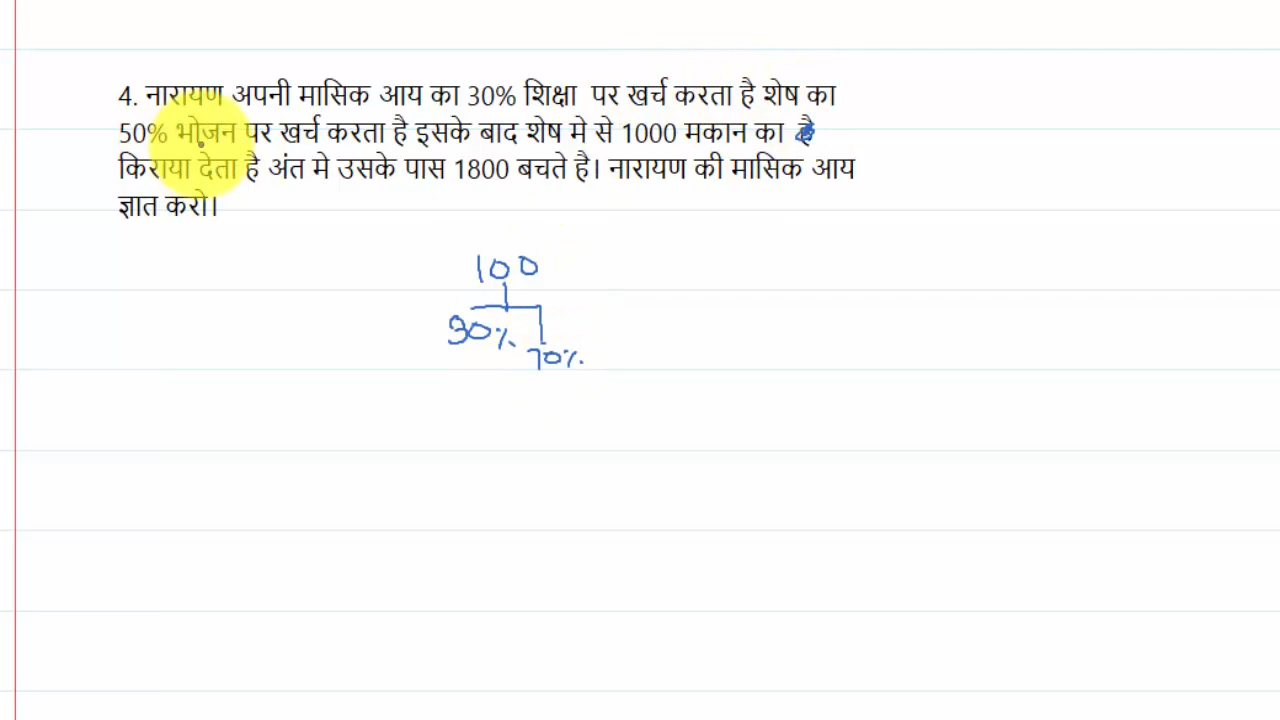 4. नारायण अपनी मासिक आय का 30% शिक्षा पर खर्च करता है शेष का
50% भोजन पर खर्च करता है इसके बाद शेष मे से 1000 मकान का है
किराया देता है अंत मे उसके पास 1800 बचते है। नारायण की मासिक आय
ज्ञात करो।
100
30%
70%